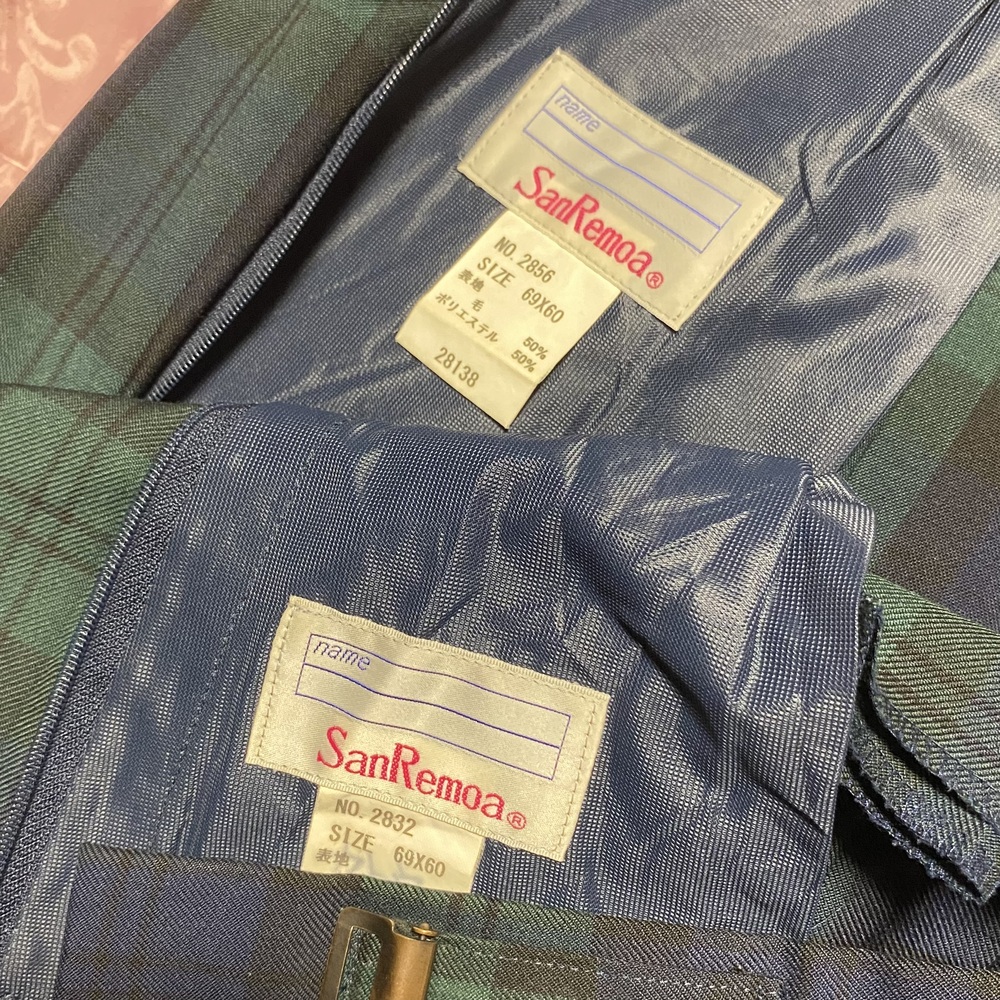 name
SanRemoa®
NO. 2856
SIZE 69X60
表地 毛 50%
ポリエステル 50%
28138
name
SanRemoa®
NO. 2832
SIZE 69X60
表地